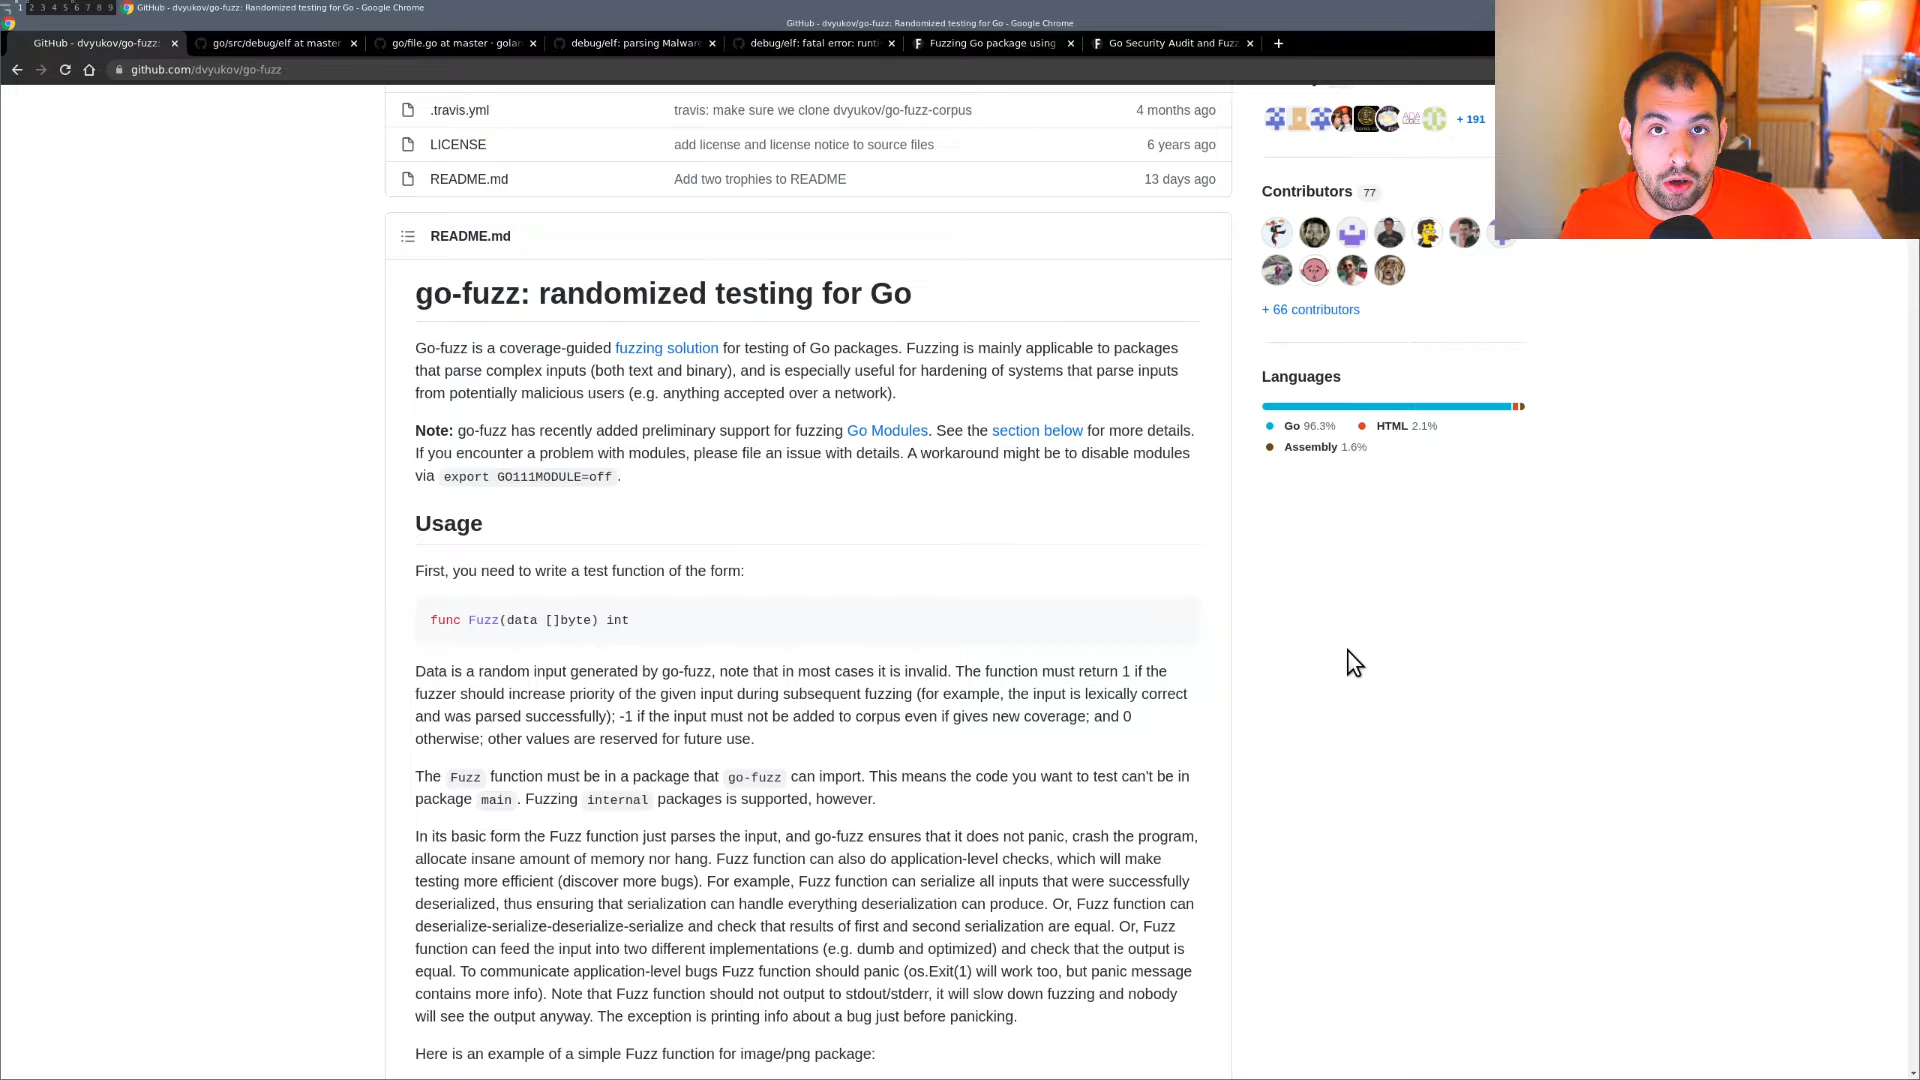 1 2 3 4 5 6 7 8 9 GitHub - dvyukov/go-fuzz: Randomized testing for Go - Google Chrome
GitHub - dvyukov/go-fuzz: Randomized testing for Go - Google Chrome
GitHub - dvyukov/go-fuzz: go/src/debug/elf at master go/file.go at master · golan debug/elf: parsing Malware debug/elf: fatal error: runti Fuzzing Go package using Go Security Audit and Fuzz
github.com/dvyukov/go-fuzz
.travis.yml travis: make sure we clone dvyukov/go-fuzz-corpus 4 months ago
LICENSE add license and license notice to source files 6 years ago
README.md Add two trophies to README 13 days ago
README.md
go-fuzz: randomized testing for Go
Go-fuzz is a coverage-guided fuzzing solution for testing of Go packages. Fuzzing is mainly applicable to packages
that parse complex inputs (both text and binary), and is especially useful for hardening of systems that parse inputs
from potentially malicious users (e.g. anything accepted over a network).
Note: go-fuzz has recently added preliminary support for fuzzing Go Modules. See the section below for more details.
If you encounter a problem with modules, please file an issue with details. A workaround might be to disable modules
via export GO111MODULE=off .
Usage
First, you need to write a test function of the form:
func Fuzz(data []byte) int
Data is a random input generated by go-fuzz, note that in most cases it is invalid. The function must return 1 if the
fuzzer should increase priority of the given input during subsequent fuzzing (for example, the input is lexically correct
and was parsed successfully); -1 if the input must not be added to corpus even if gives new coverage; and 0
otherwise; other values are reserved for future use.
The Fuzz function must be in a package that go-fuzz can import. This means the code you want to test can't be in
package main . Fuzzing internal packages is supported, however.
In its basic form the Fuzz function just parses the input, and go-fuzz ensures that it does not panic, crash the program,
allocate insane amount of memory nor hang. Fuzz function can also do application-level checks, which will make
testing more efficient (discover more bugs). For example, Fuzz function can serialize all inputs that were successfully
deserialized, thus ensuring that serialization can handle everything deserialization can produce. Or, Fuzz function can
deserialize-serialize-deserialize-serialize and check that results of first and second serialization are equal. Or, Fuzz
function can feed the input into two different implementations (e.g. dumb and optimized) and check that the output is
equal. To communicate application-level bugs Fuzz function should panic (os.Exit(1) will work too, but panic message
contains more info). Note that Fuzz function should not output to stdout/stderr, it will slow down fuzzing and nobody
will see the output anyway. The exception is printing info about a bug just before panicking.
Here is an example of a simple Fuzz function for image/png package:
+ 191
Contributors 77
+ 66 contributors
Languages
Go 96.3% HTML 2.1%
Assembly 1.6%